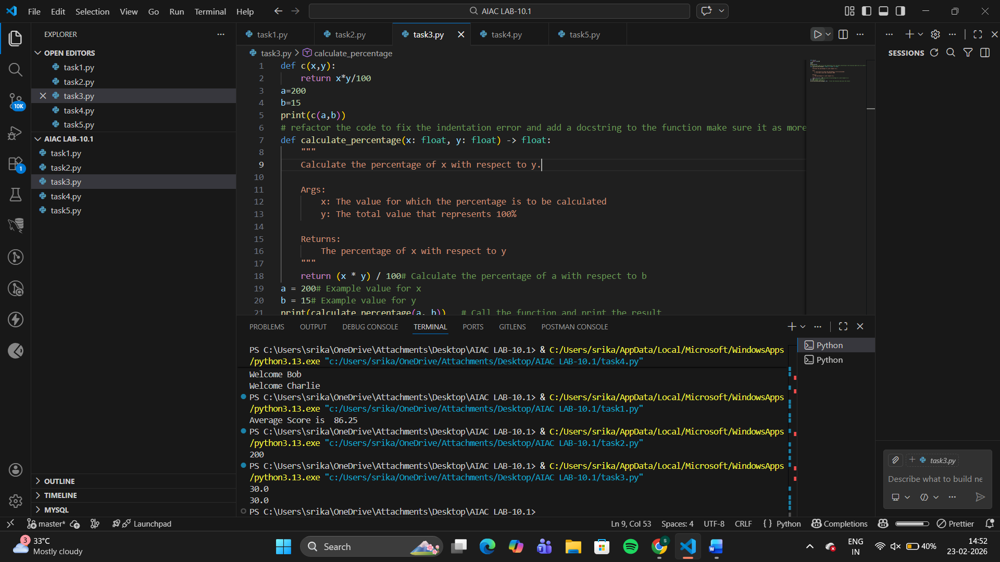 File Edit Selection View Go Run Terminal Help
AIAC LAB-10.1
EXPLORER
OPEN EDITORS
task1.py
task2.py
task3.py
task4.py
task5.py
AIAC LAB-10.1
task1.py
task2.py
task3.py
task4.py
task5.py
OUTLINE
TIMELINE
MYSQL
10K
1
task1.py task2.py task3.py task4.py task5.py
task3.py > calculate_percentage
1 def c(x,y):
2 return x*y/100
3 a=200
4 b=15
5 print(c(a,b))
6 # refactor the code to fix the indentation error and add a docstring to the function make sure it as more
7 def calculate_percentage(x: float, y: float) -> float:
8 """
9 Calculate the percentage of x with respect to y.
10
11 Args:
12 x: The value for which the percentage is to be calculated
13 y: The total value that represents 100%
14
15 Returns:
16 The percentage of x with respect to y
17 """
18 return (x * y) / 100# Calculate the percentage of a with respect to b
19 a = 200# Example value for x
20 b = 15# Example value for y
21 print(calculate_percentage(a, b)) # Call the function and print the result
PROBLEMS OUTPUT DEBUG CONSOLE TERMINAL PORTS GITLENS POSTMAN CONSOLE
PS C:\Users\srika\OneDrive\Attachments\Desktop\AIAC LAB-10.1> & C:/Users/srika/AppData/Local/Microsoft/WindowsApps
/python3.13.exe "c:/Users/srika/OneDrive/Attachments/Desktop/AIAC LAB-10.1/task4.py"
Welcome Bob
Welcome Charlie
PS C:\Users\srika\OneDrive\Attachments\Desktop\AIAC LAB-10.1> & C:/Users/srika/AppData/Local/Microsoft/WindowsApps
/python3.13.exe "c:/Users/srika/OneDrive/Attachments/Desktop/AIAC LAB-10.1/task1.py"
Average Score is  86.25
PS C:\Users\srika\OneDrive\Attachments\Desktop\AIAC LAB-10.1> & C:/Users/srika/AppData/Local/Microsoft/WindowsApps
/python3.13.exe "c:/Users/srika/OneDrive/Attachments/Desktop/AIAC LAB-10.1/task2.py"
200
PS C:\Users\srika\OneDrive\Attachments\Desktop\AIAC LAB-10.1> & C:/Users/srika/AppData/Local/Microsoft/WindowsApps
/python3.13.exe "c:/Users/srika/OneDrive/Attachments/Desktop/AIAC LAB-10.1/task3.py"
30.0
30.0
PS C:\Users\srika\OneDrive\Attachments\Desktop\AIAC LAB-10.1>
Python
Python
SESSIONS
task3.py
Describe what to build ne
master* Launchpad
Ln 9, Col 53 Spaces: 4 UTF-8 CRLF { } Python Completions Prettier
3
33°C
Mostly cloudy
Search
ENG
IN
40%
14:52
23-02-2026